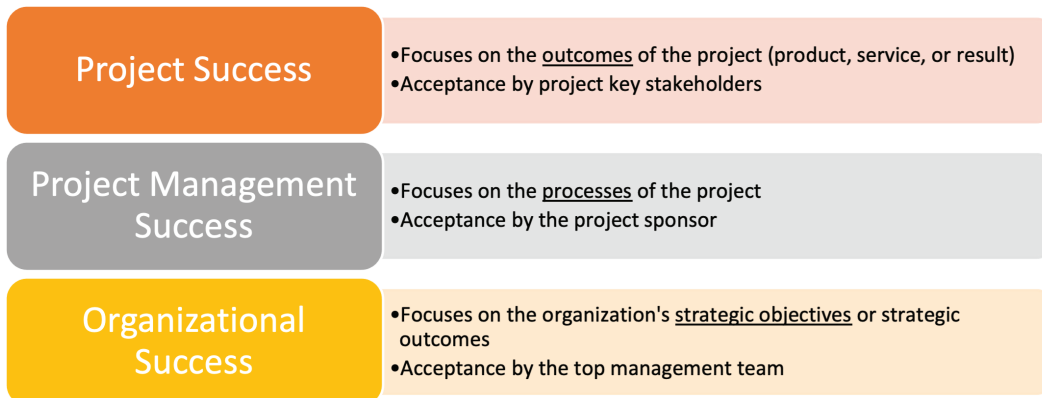 Project Success
•Focuses on the outcomes of the project (product, service, or result)
•Acceptance by project key stakeholders
Project Management
Success
•Focuses on the processes of the project
•Acceptance by the project sponsor
Organizational
Success
•Focuses on the organization's strategic objectives or strategic
outcomes
•Acceptance by the top management team